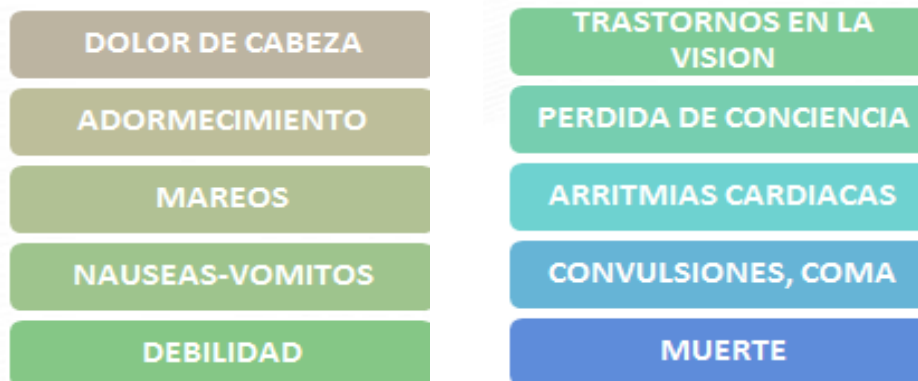 DOLOR DE CABEZA
ADORMECIMIENTO
MAREOS
NAUSEAS-VOMITOS
DEBILIDAD
TRASTORNOS EN LA
VISION
PERDIDA DE CONCIENCIA
ARRITMIAS CARDIACAS
CONVULSIONES, COMA
MUERTE